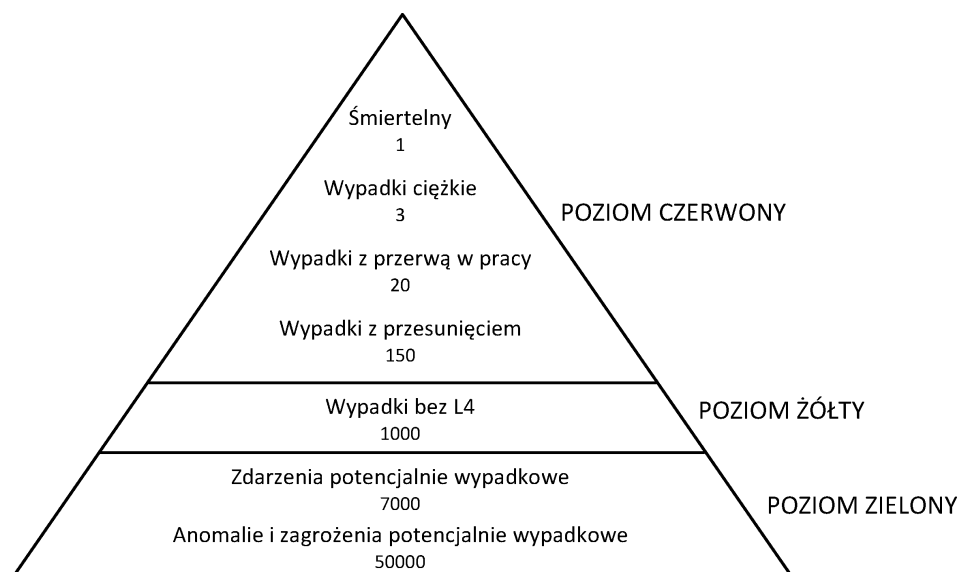 Śmiertelny
1
Wypadki ciężkie
3
POZIOM CZERWONY
Wypadki z przerwą w pracy
20
Wypadki z przesunięciem
150
Wypadki bez L4
1000
POZIOM ŻÓŁTY
Zdarzenia potencjalnie wypadkowe
7000
POZIOM ZIELONY
Anomalie i zagrożenia potencjalnie wypadkowe
50000